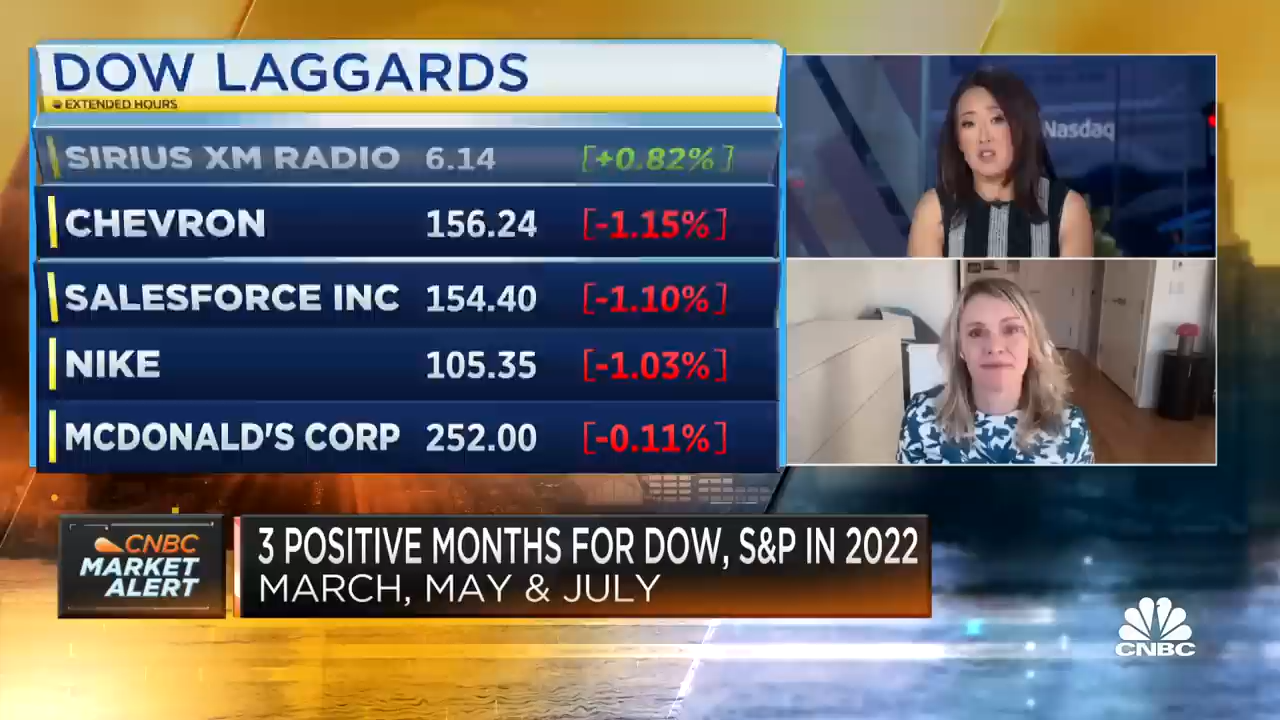 DOW LAGGARDS
EXTENDED HOURS
SIRIUS XM RADIO 6.14 [+0.82%]
CHEVRON 156.24 [-1.15%]
SALESFORCE INC 154.40 [-1.10%]
NIKE 105.35 [-1.03%]
MCDONALD'S CORP 252.00 [-0.11%]
Nasdaq
CNBC
MARKET
ALERT
3 POSITIVE MONTHS FOR DOW, S&P IN 2022
MARCH, MAY & JULY
CNBC